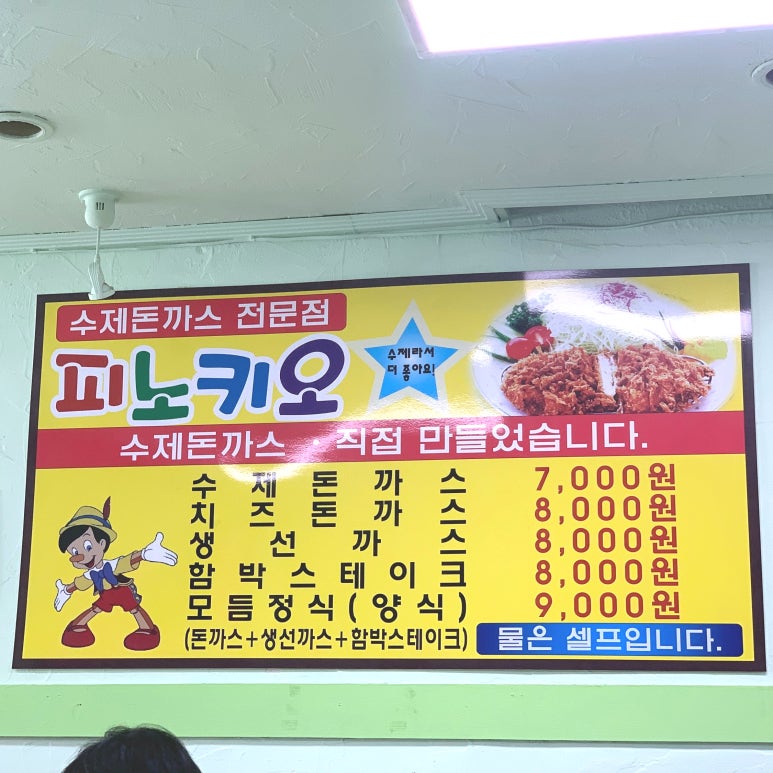 수제돈까스 전문점
피노키오
수제라서
더 좋아요!
수제돈까스 · 직접 만들었습니다.
수제돈까스 7,000원
치즈돈까스 8,000원
생선까스 8,000원
함박스테이크 8,000원
모듬정식(양식) 9,000원
(돈까스+생선까스+함박스테이크)
물은 셀프입니다.